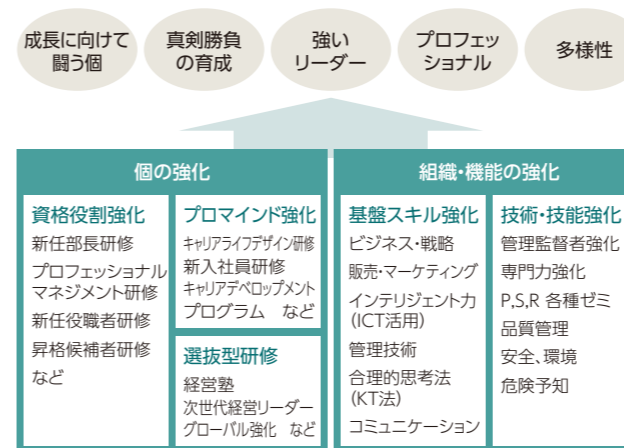 成長に向けて
闘う個
真剣勝負
の育成
強い
リーダー
プロフェッ
ショナル
多様性
個の強化
資格役割強化
新任部長研修
プロフェッショナル
マネジメント研修
新任役職者研修
昇格候補者研修
など
プロマインド強化
キャリアライフデザイン研修
新入社員研修
キャリアデベロップメント
プログラム など
選抜型研修
経営塾
次世代経営リーダー
グローバル強化 など
組織・機能の強化
基盤スキル強化
ビジネス・戦略
販売・マーケティング
インテリジェント力
(ICT活用)
管理技術
合理的思考法
(KT法)
コミュニケーション
技術・技能強化
管理監督者強化
専門力強化
P,S,R 各種ゼミ
品質管理
安全、環境
危険予知